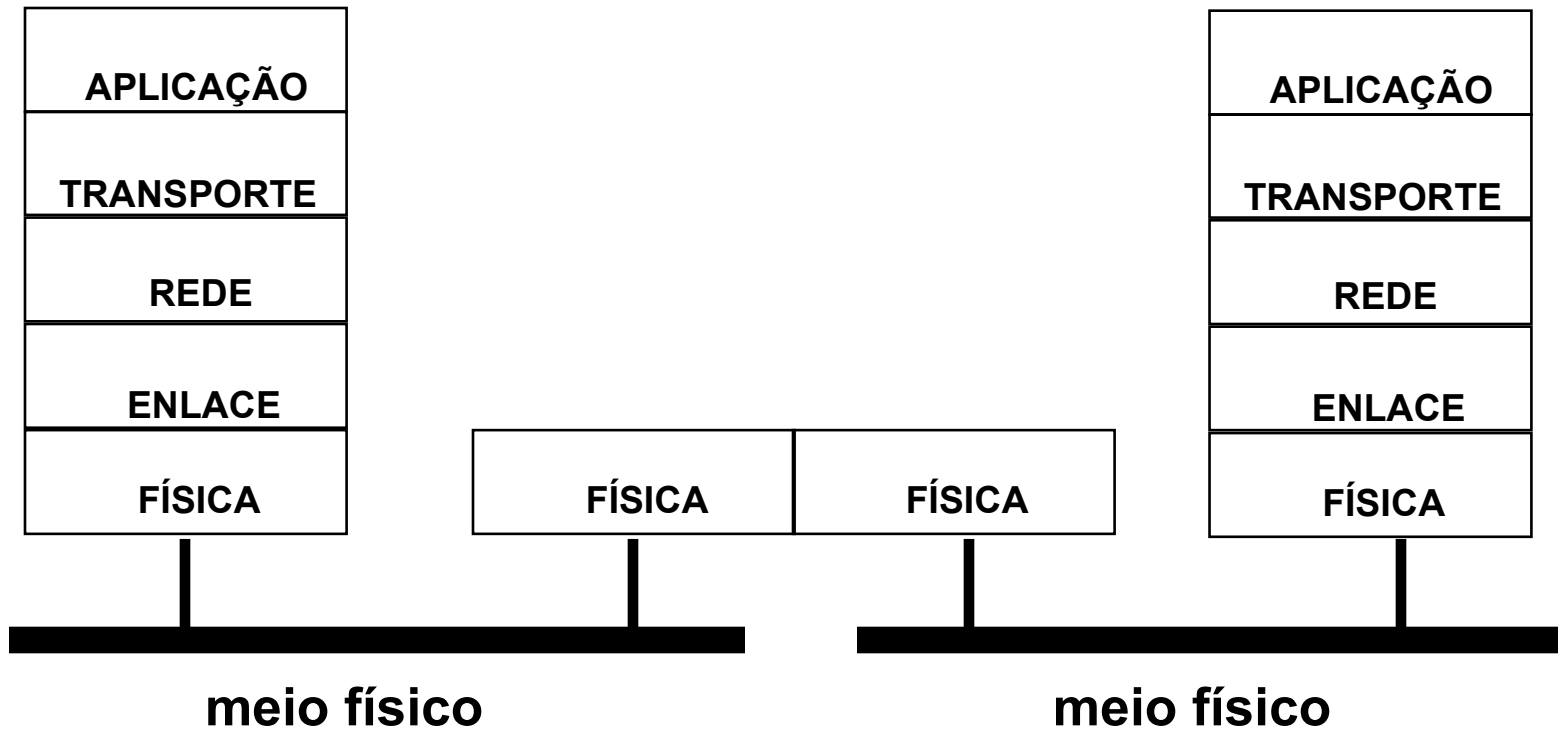 APLICAÇÃO
TRANSPORTE
REDE
ENLACE
FÍSICA
FÍSICA
FÍSICA
APLICAÇÃO
TRANSPORTE
REDE
ENLACE
FÍSICA
meio físico
meio físico